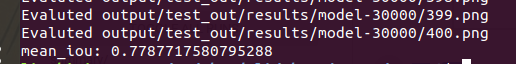 Evaluted output/test_out/results/model-30000/399.png
Evaluted output/test_out/results/model-30000/400.png
mean_iou: 0.7787717580795288